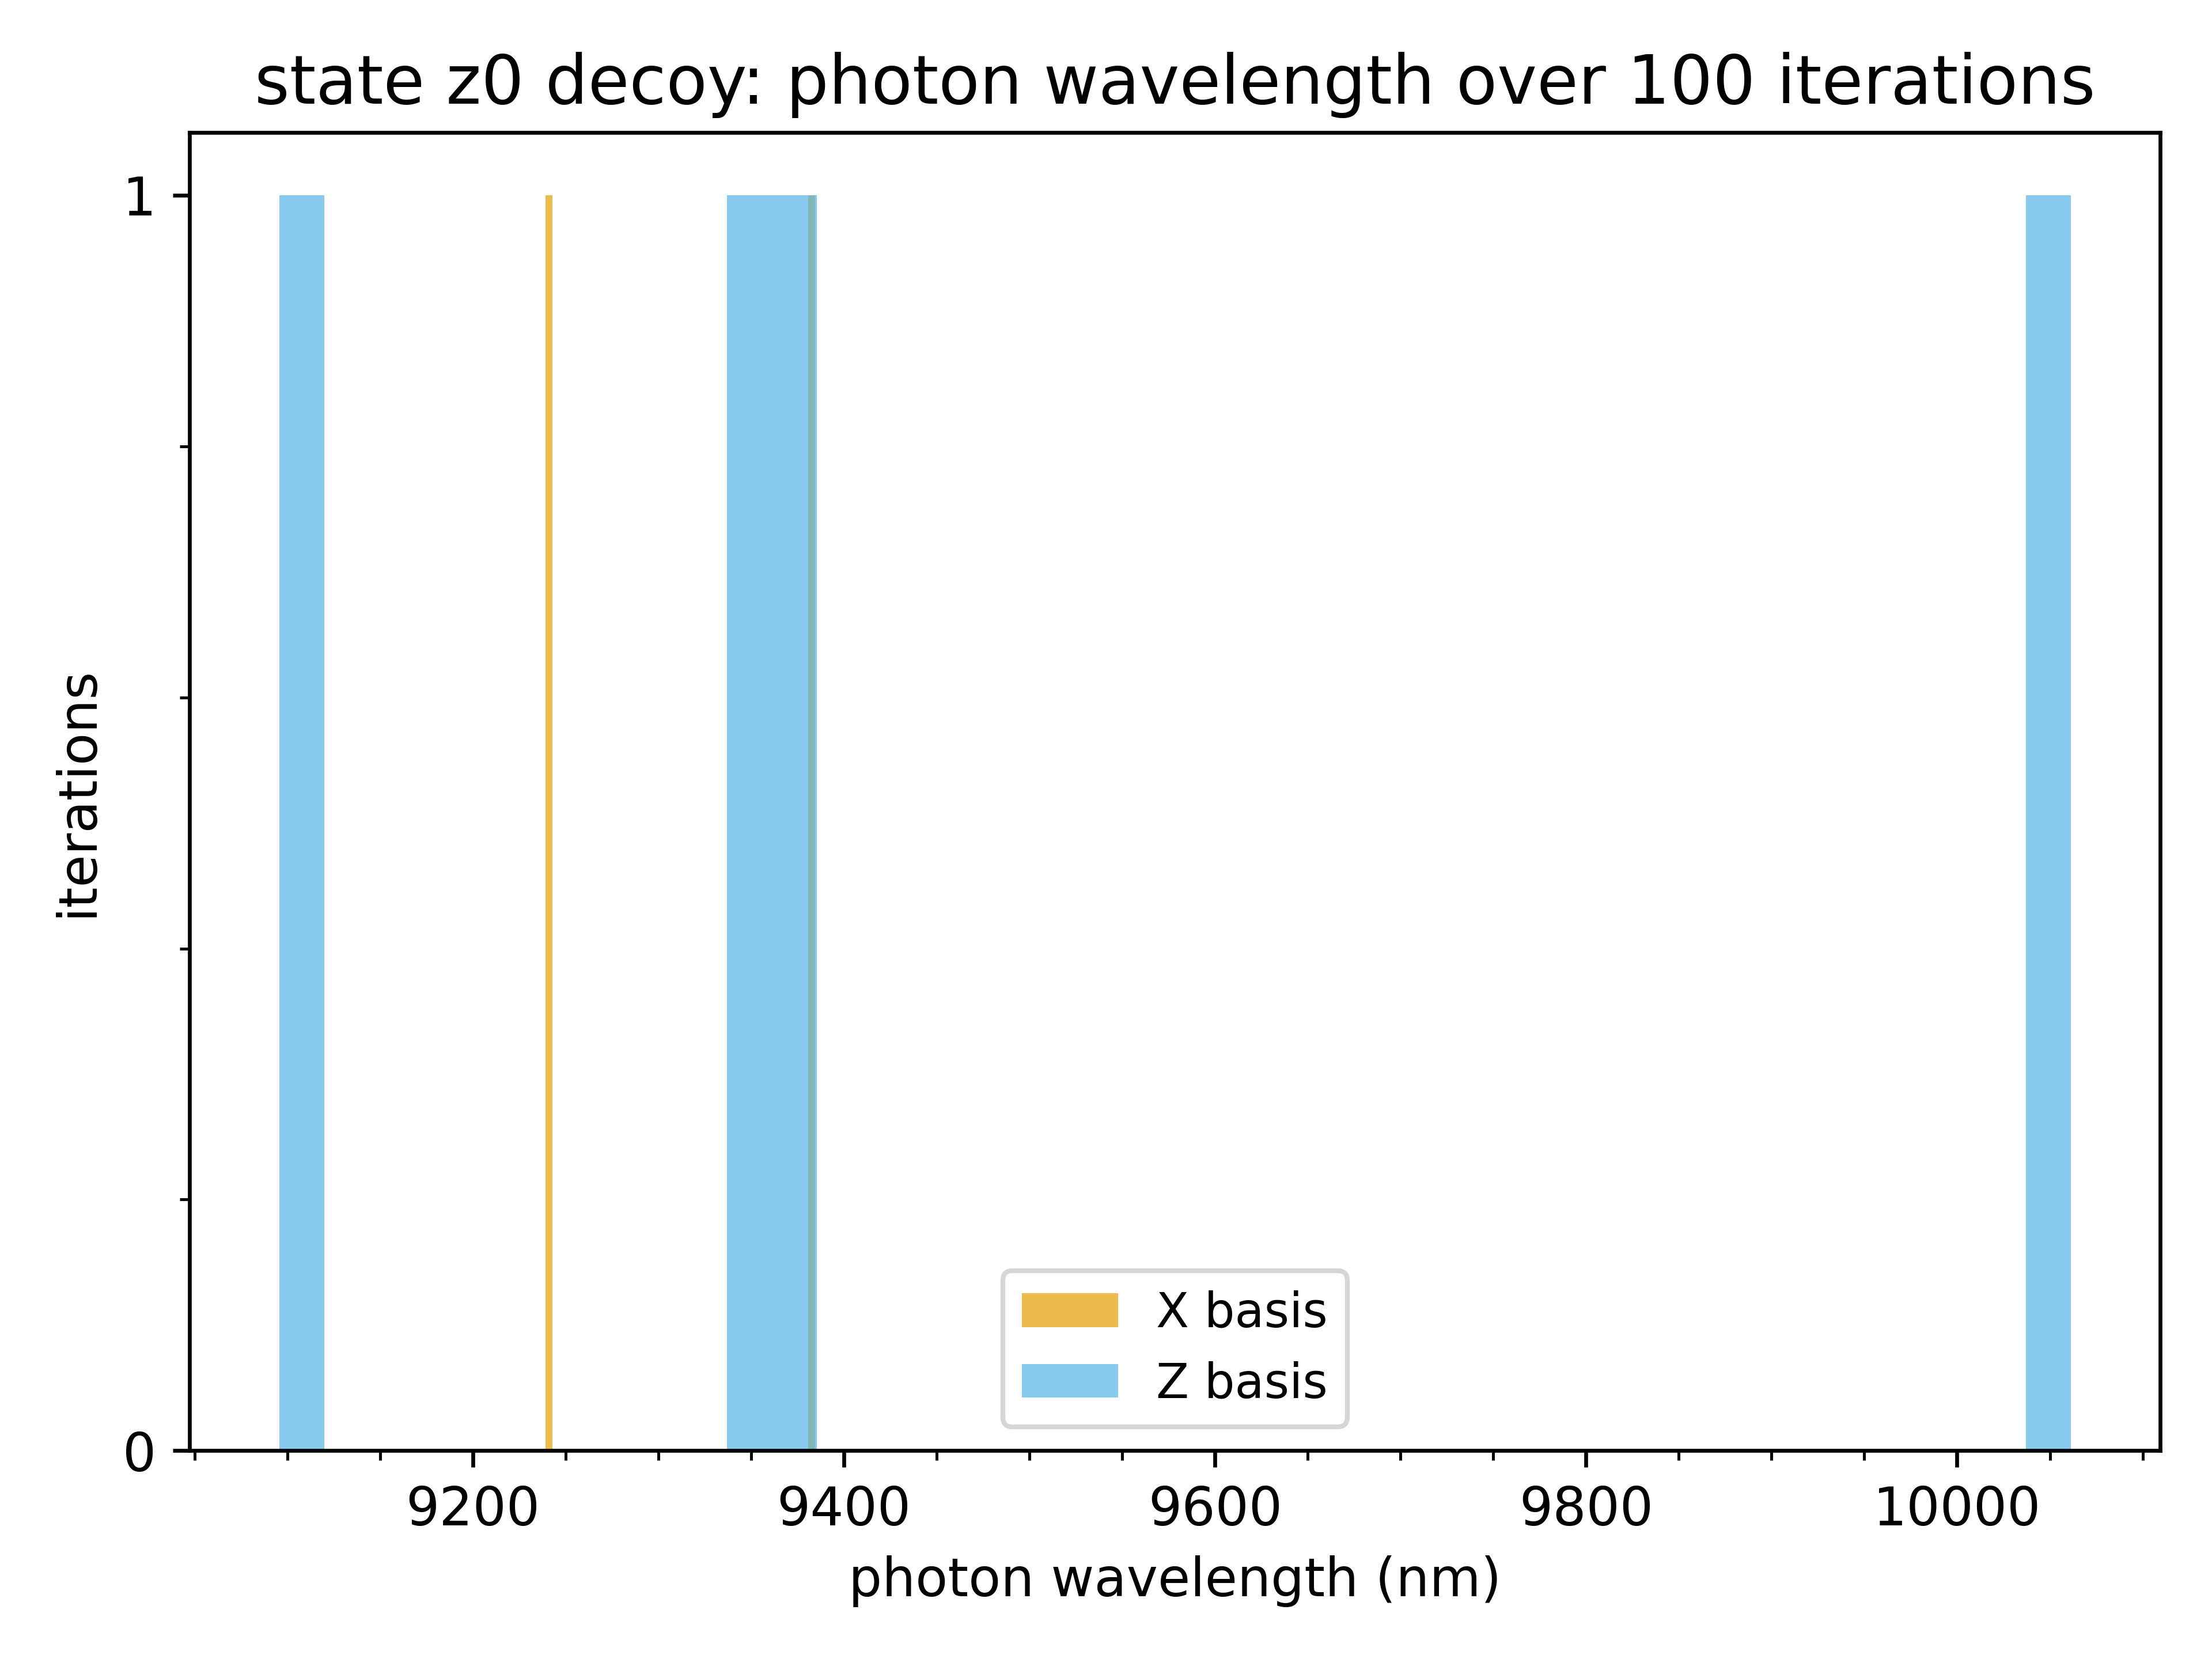 state z0 decoy: photon wavelength over 100 iterations
1
iterations
0
X basis
Z basis
9200 9400 9600 9800 10000
photon wavelength (nm)